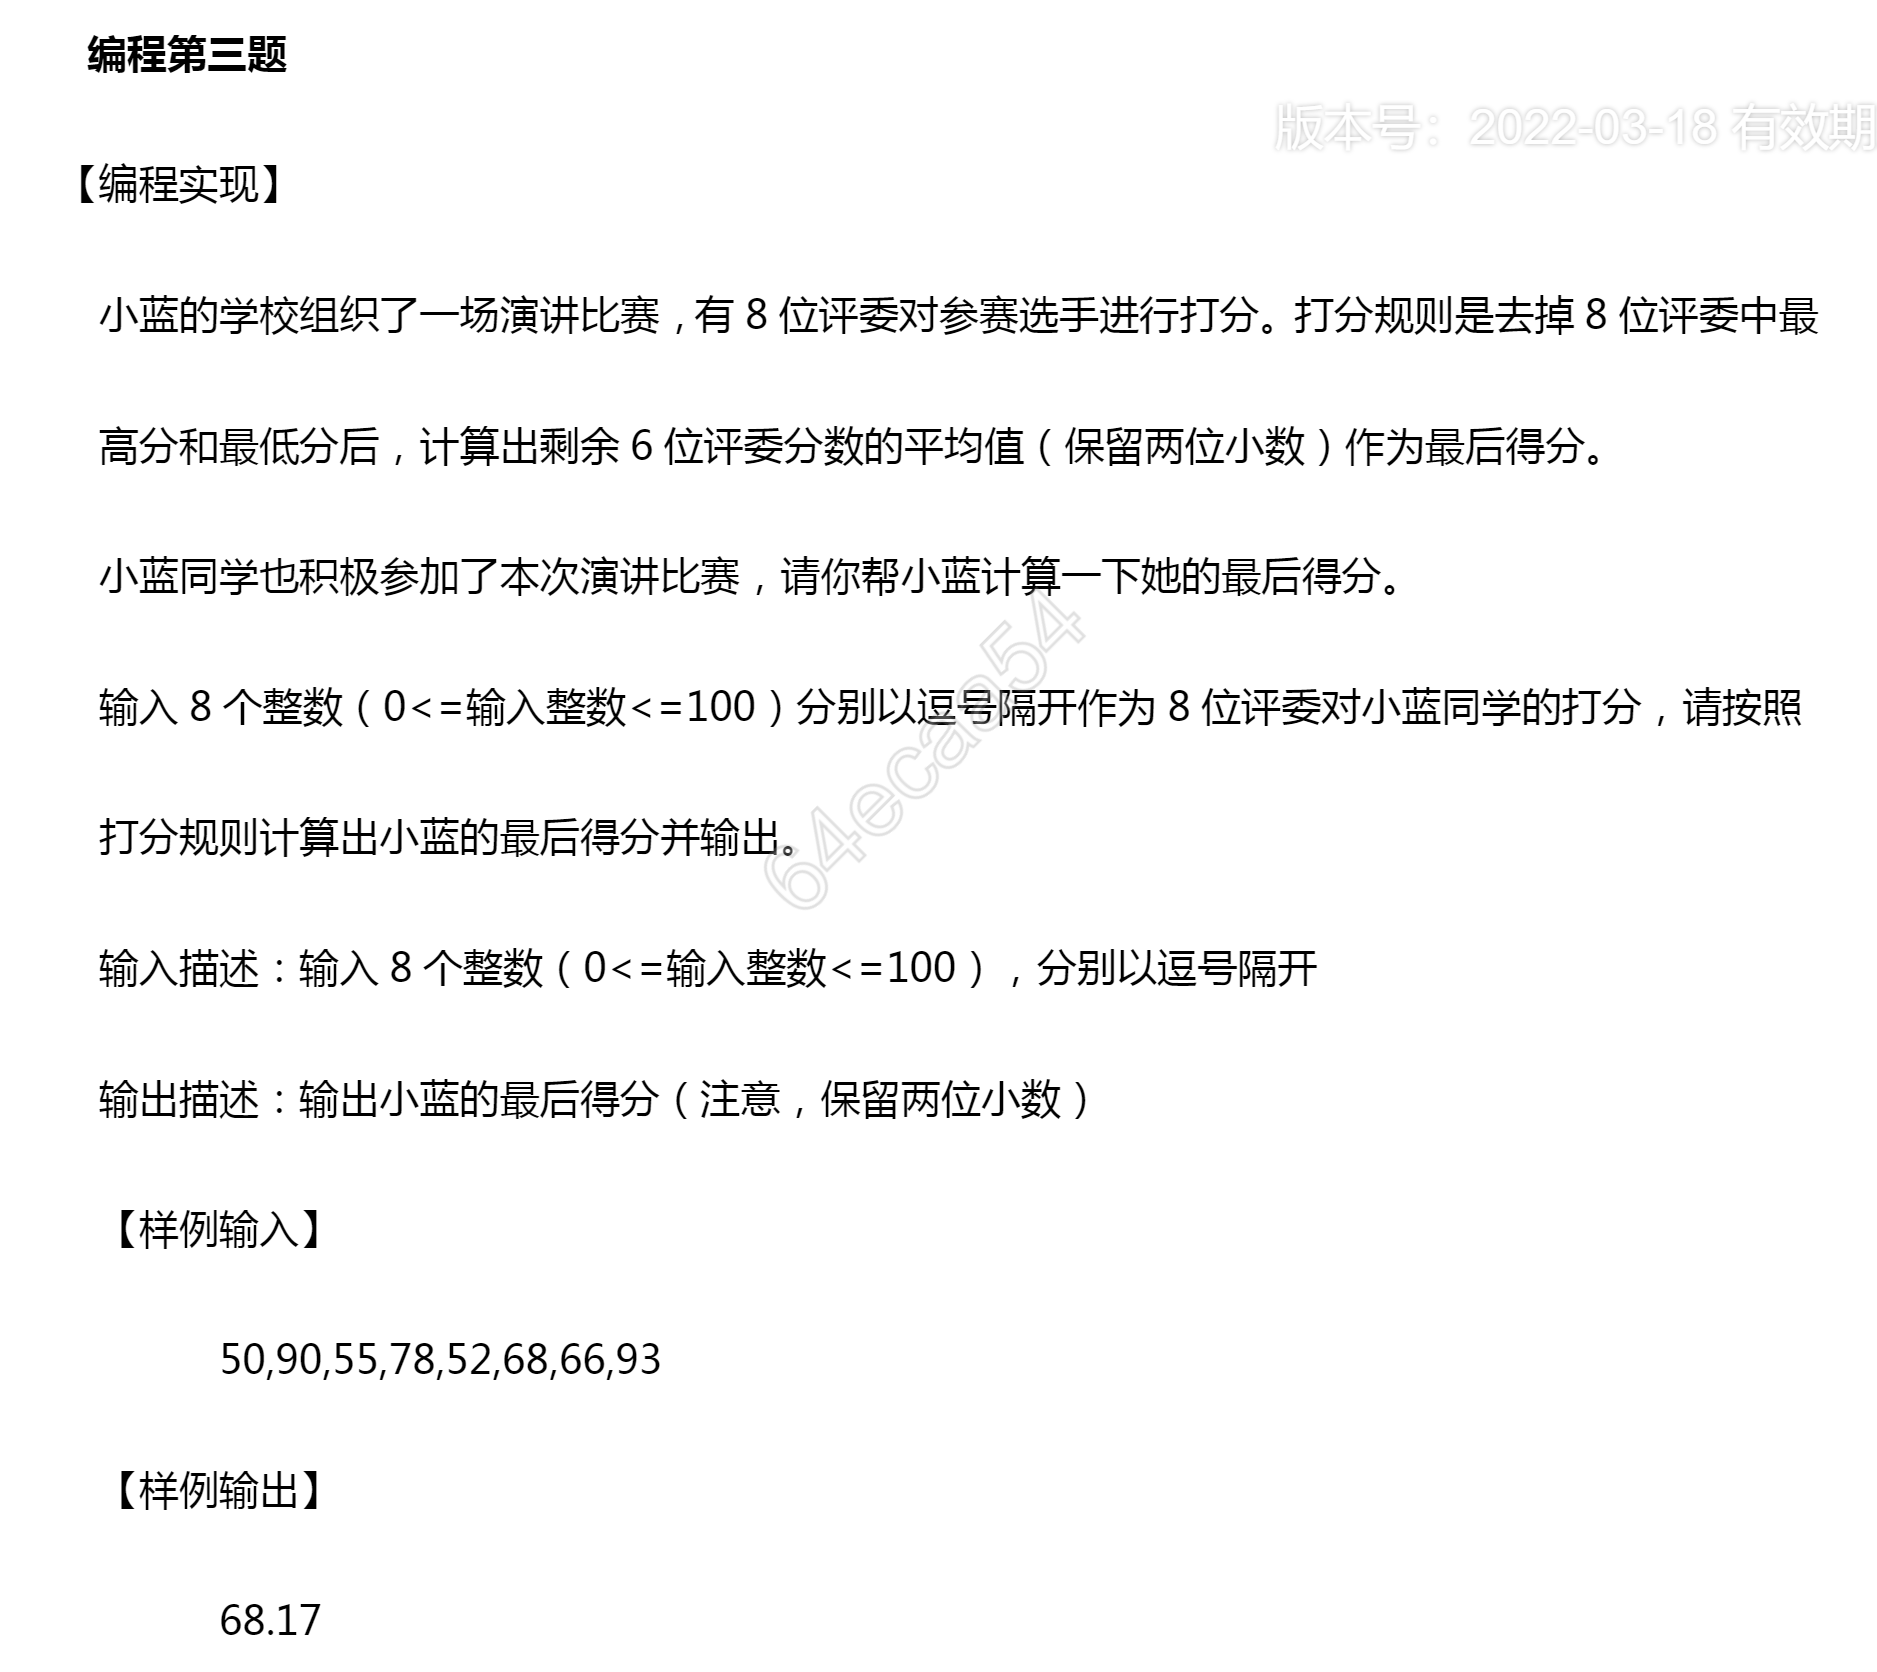 编程第三题
版本号：2022-03-18 有效期
【编程实现】
小蓝的学校组织了一场演讲比赛，有 8 位评委对参赛选手进行打分。打分规则是去掉 8 位评委中最
高分和最低分后，计算出剩余 6 位评委分数的平均值（保留两位小数）作为最后得分。
小蓝同学也积极参加了本次演讲比赛，请你帮小蓝计算一下她的最后得分。
输入 8 个整数（0<=输入整数<=100）分别以逗号隔开作为 8 位评委对小蓝同学的打分，请按照
打分规则计算出小蓝的最后得分并输出。
64ecaa54
输入描述：输入 8 个整数（0<=输入整数<=100），分别以逗号隔开
输出描述：输出小蓝的最后得分（注意，保留两位小数）
【样例输入】
50,90,55,78,52,68,66,93
【样例输出】
68.17